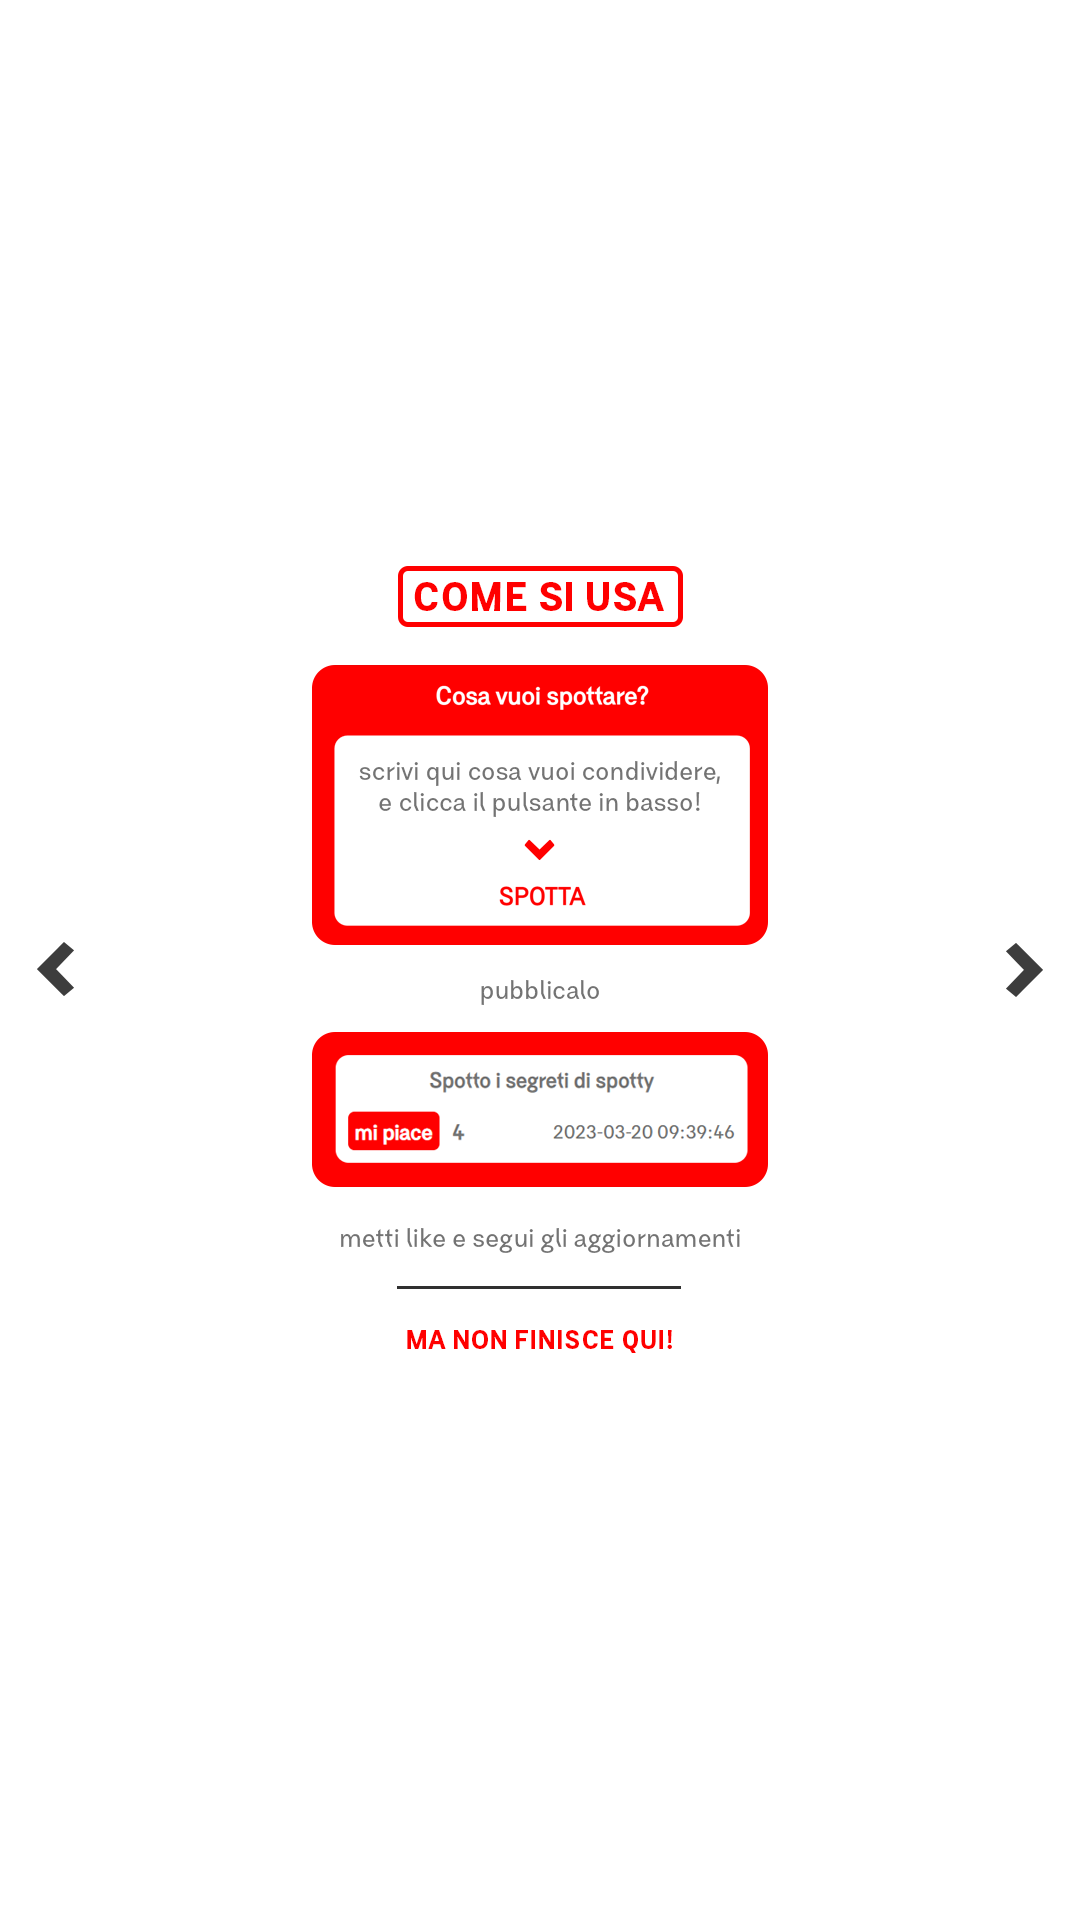 COME SI USA
Cosa vuoi spottare?
scrivi qui cosa vuoi condividere,
e clicca il pulsante in basso!
SPOTTA
pubblicalo
Spotto i segreti di spotty
mi piace 4 2023-03-20 09:39:46
metti like e segui gli aggiornamenti
MA NON FINISCE QUI!